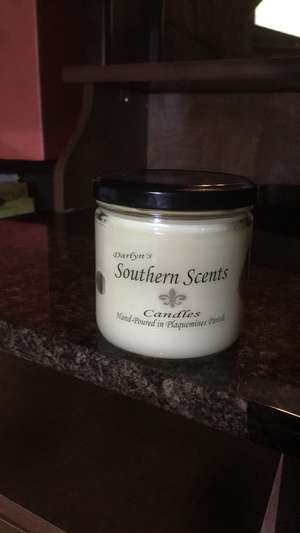 Darlyn's
Southern Scents
Candles
Hand-Poured in Plaquemines Parish